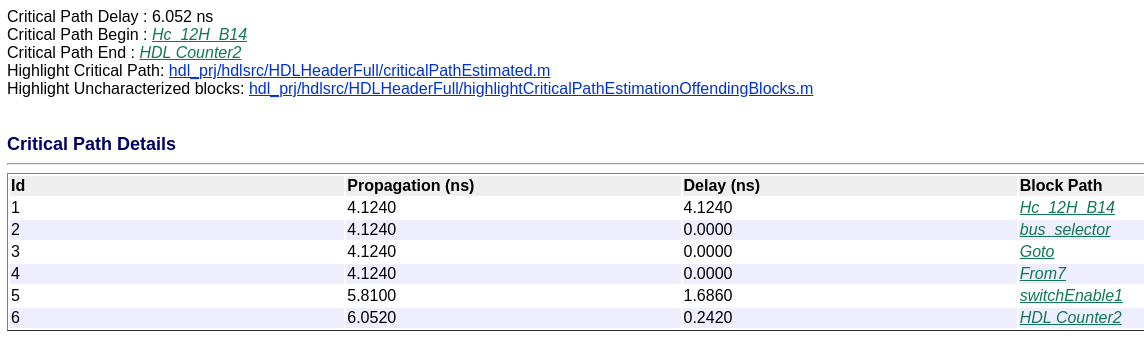 Critical Path Delay : 6.052 ns
Critical Path Begin : Hc_12H_B14
Critical Path End : HDL Counter2
Highlight Critical Path: hdl_prj/hdlsrc/HDLHeaderFull/criticalPathEstimated.m
Highlight Uncharacterized blocks: hdl_prj/hdlsrc/HDLHeaderFull/highlightCriticalPathEstimationOffendingBlocks.m
Critical Path Details
Id Propagation (ns) Delay (ns) Block Path
1 4.1240 4.1240 Hc_12H_B14
2 4.1240 0.0000 bus_selector
3 4.1240 0.0000 Goto
4 4.1240 0.0000 From7
5 5.8100 1.6860 switchEnable1
6 6.0520 0.2420 HDL Counter2